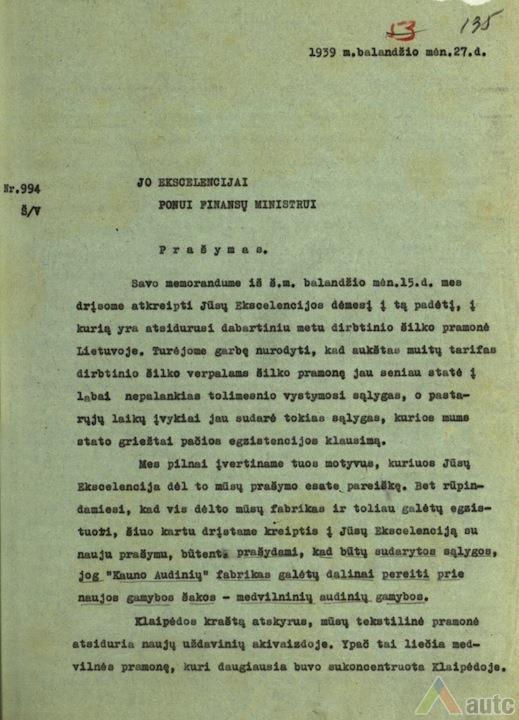 53 135
1939 m.balandžio mėn.27.d.
Nr.994
Š/V
JO EKSCELENCIJAI
PONUI FINANSŲ MINISTRUI
P r a š y m a s .
Savo memorandume iš š.m. balandžio mėn.15.d. mes
drįsome atkreipti Jūsų Ekscelencijos dėmesį į tą padėtį, į
kurią yra atsidurusi dabartiniu metu dirbtinio šilko pramonė
Lietuvoje. Turėjome garbę nurodyti, kad aukštas muitų tarifas
dirbtinio šilko verpalams šilko pramonę jau seniau statė į
labai nepalankias tolimesnio vystymosi sąlygas, o pasta-
rųjų laikų įvykiai jau sudarė tokias sąlygas, kurios mums
stato griežtai pačios egzistencijos klausimą.
Mes pilnai įvertiname tuos motyvus, kuriuos Jūsų
Ekscelencija dėl to mūsų prašymo esate pareiškę. Bet rūpin-
damiesi, kad vis dėlto mūsų fabrikas ir toliau galėtų egzis-
tuoti, šiuo kartu drįstame kreiptis į Jūsų Ekscelenciją su
nauju prašymu, būtent. prašydami, kad būtų sudarytos sąlygos,
jog "Kauno Audinių" fabrikas galėtų dalinai pereiti prie
naujos gamybos šakos - medvilninių audinių gamybos.
Klaipėdos kraštą atskyrus, mūsų tekstilinė pramonė
atsiduria naujų uždavinių akivaizdoje. Ypač tai liečia med-
vilnės pramonę, kuri daugiausia buvo sukoncentruota Klaipėdoje.
autc